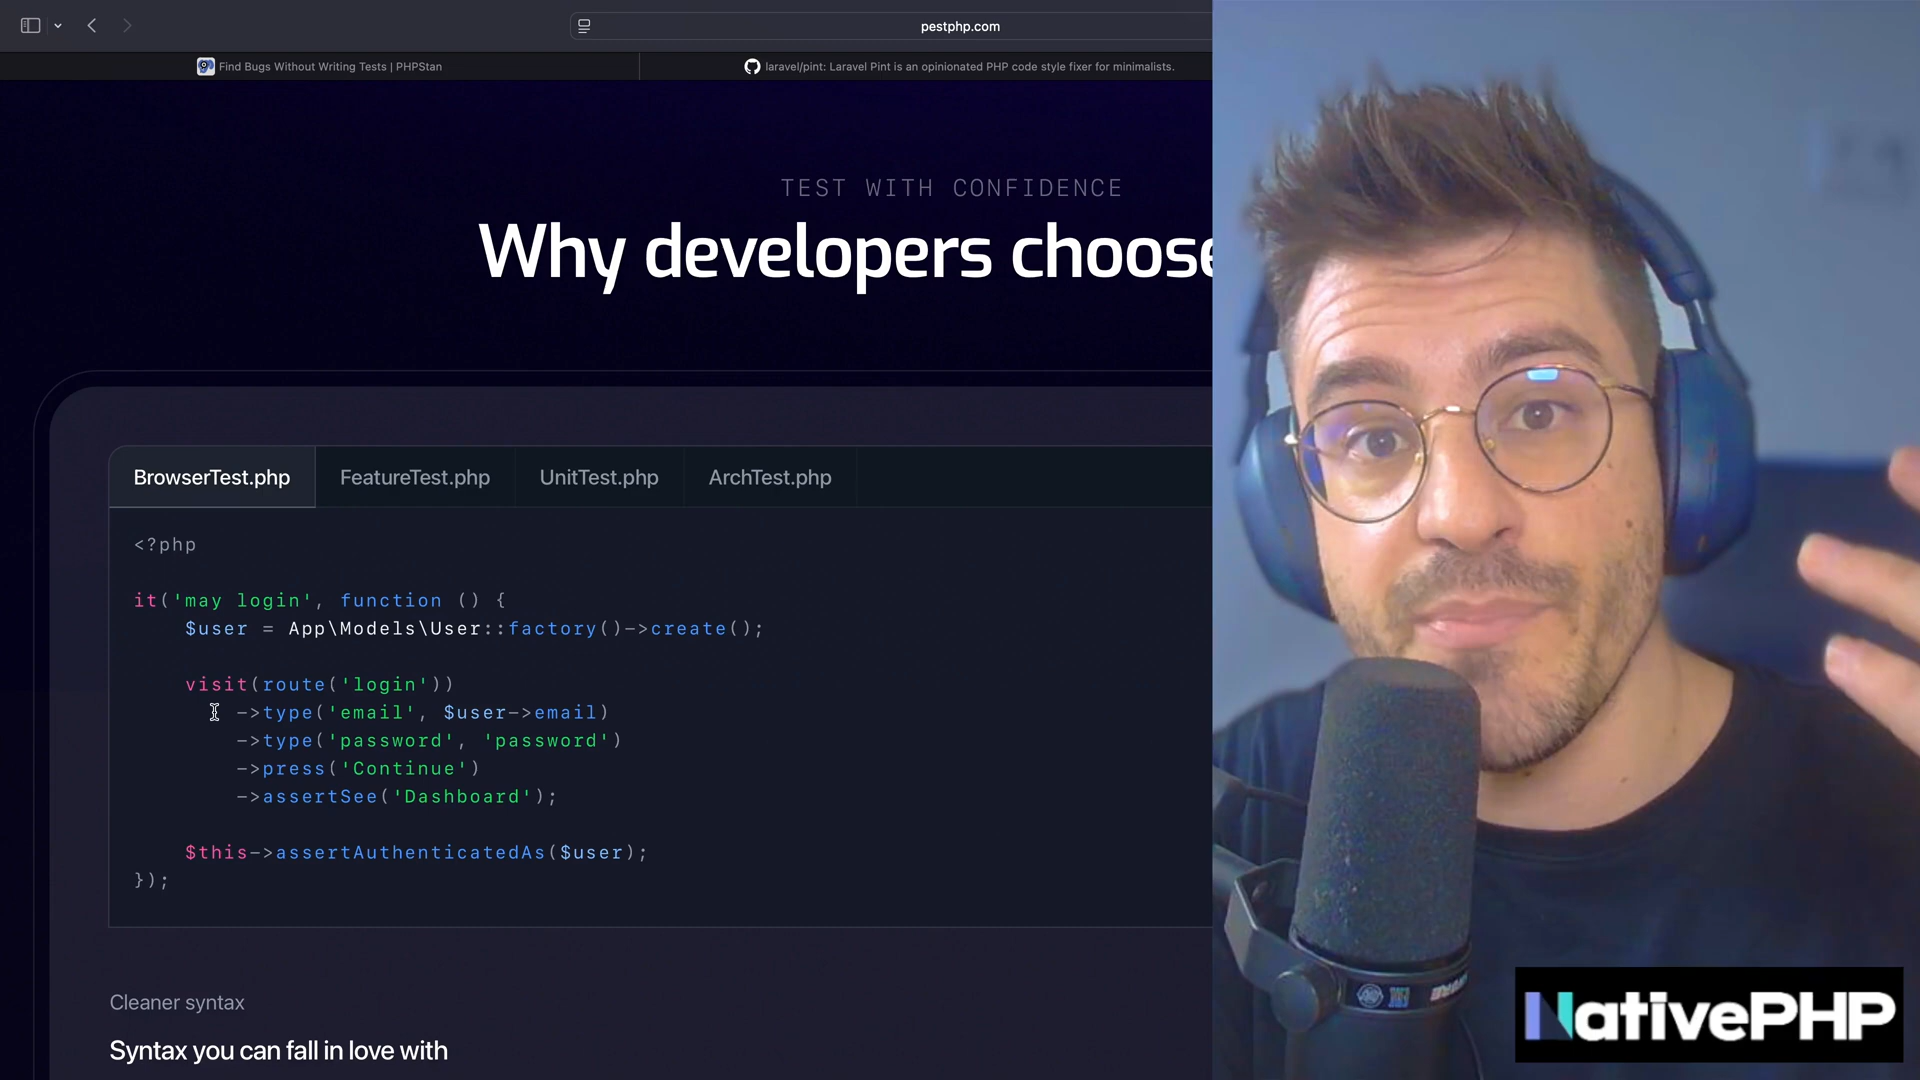 pestphp.com
Find Bugs Without Writing Tests | PHPStan
laravel/pint: Laravel Pint is an opinionated PHP code style fixer for minimalists.
TEST WITH CONFIDENCE
Why developers choose
BrowserTest.php
FeatureTest.php
UnitTest.php
ArchTest.php
<?php
it('may login', function () {
$user = App\Models\User::factory()->create();
visit(route('login'))
->type('email', $user->email)
->type('password', 'password')
->press('Continue')
->assertSee('Dashboard');
$this->assertAuthenticatedAs($user);
});
Cleaner syntax
Syntax you can fall in love with
NativePHP